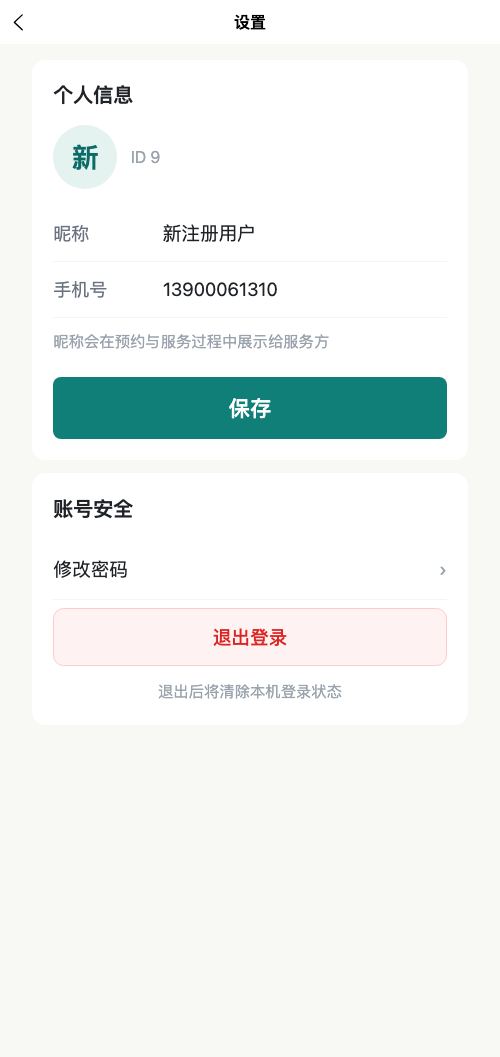 设置
个人信息
新
ID 9
昵称 新注册用户
手机号 13900061310
昵称会在预约与服务过程中展示给服务方
保存
账号安全
修改密码 ›
退出登录
退出后将清除本机登录状态